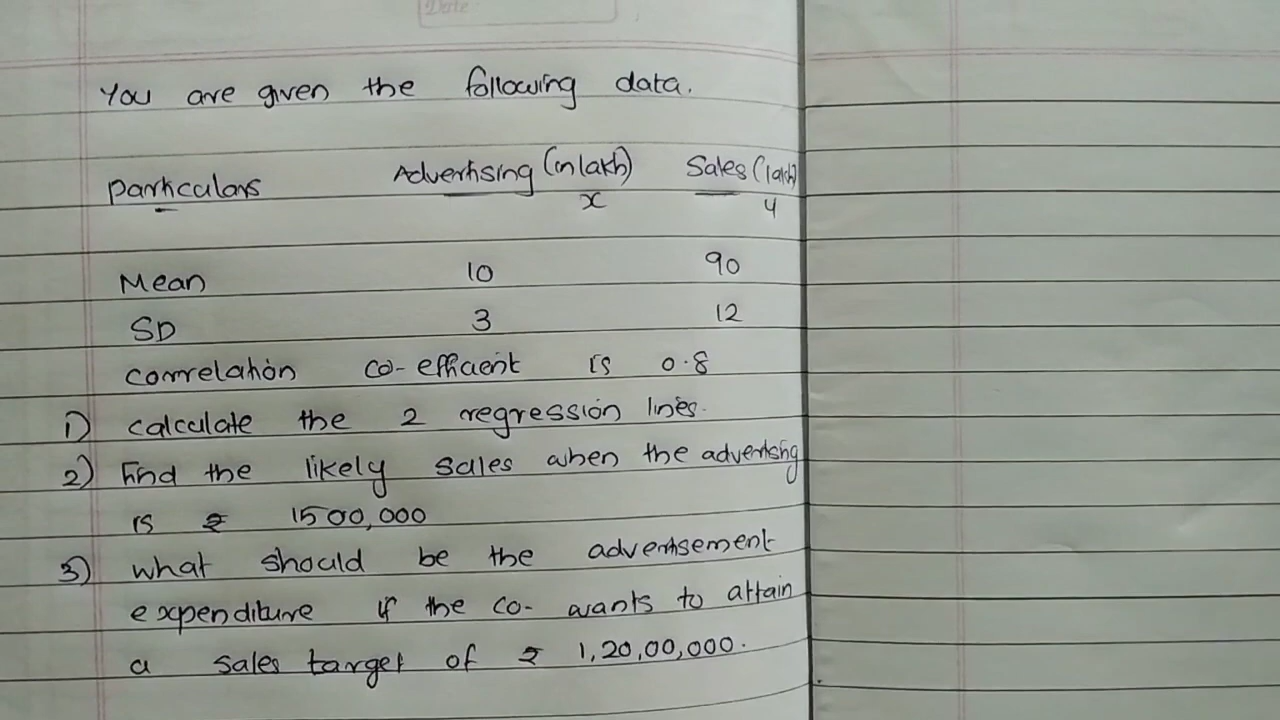 Date:
You are given the following data.
Particulars Advertising (in lakh) Sales (lakh)
x y
Mean 10 90
SD 3 12
correlation co-efficient is 0.8
1) calculate the 2 regression lines.
2) Find the likely sales when the advertising
is ₹ 1500,000
3) what should be the advertisement
expenditure if the co- wants to attain
a sales target of ₹ 1,20,00,000.